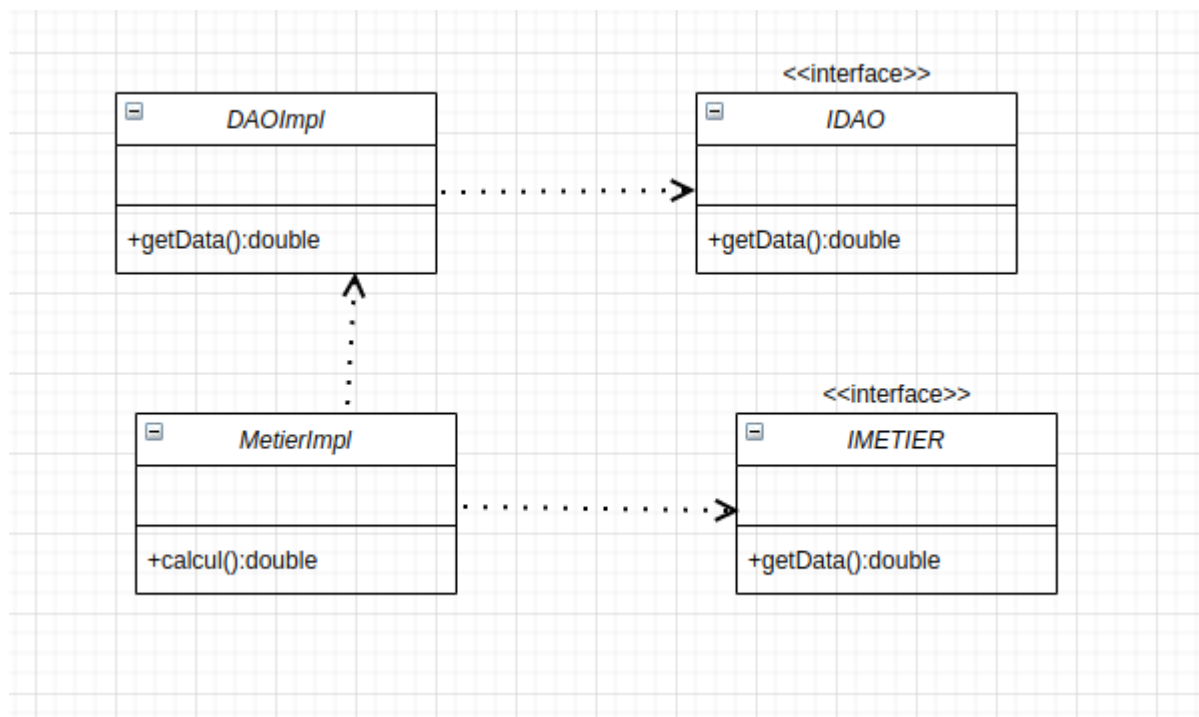 <<interface>>
DAOImpl
IDAO
+getData():double
+getData():double
<<interface>>
MetierImpl
IMETIER
+calcul():double
+getData():double